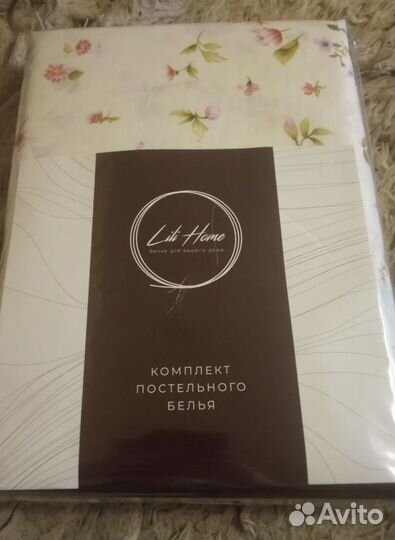 Lili Home
белье для вашего дома
КОМПЛЕКТ
ПОСТЕЛЬНОГО
БЕЛЬЯ
Avito